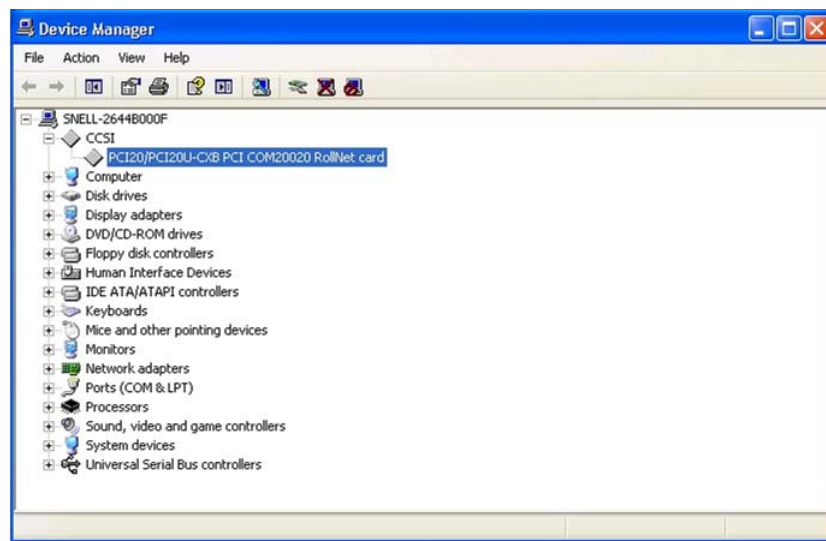 Device Manager
File Action View Help
SNELL-2644B000F
CCSI
PCI20/PCI20U-CXB PCI COM20020 RollNet card
Computer
Disk drives
Display adapters
DVD/CD-ROM drives
Floppy disk controllers
Human Interface Devices
IDE ATA/ATAPI controllers
Keyboards
Mice and other pointing devices
Monitors
Network adapters
Ports (COM & LPT)
Processors
Sound, video and game controllers
System devices
Universal Serial Bus controllers